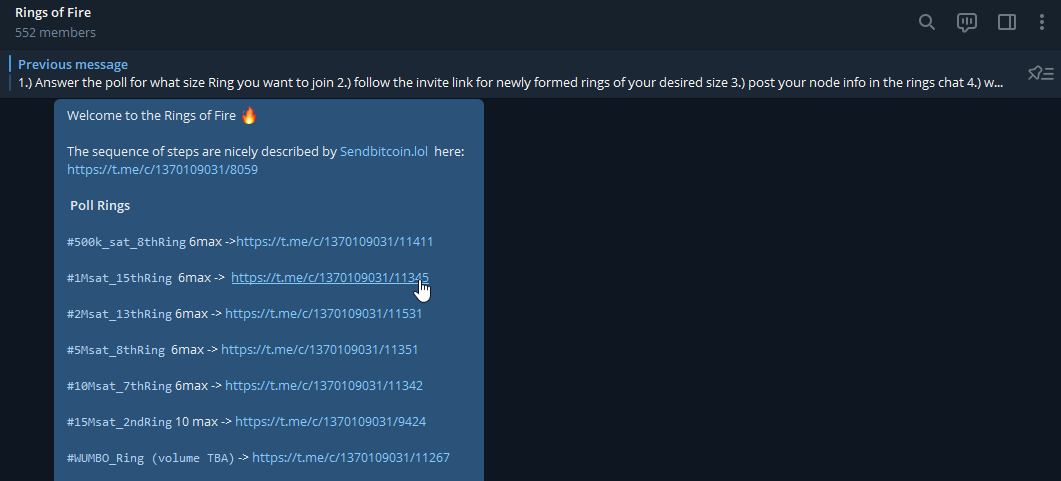 Rings of Fire
552 members
Previous message
1.) Answer the poll for what size Ring you want to join 2.) follow the invite link for newly formed rings of your desired size 3.) post your node info in the rings chat 4.) w...
Welcome to the Rings of Fire 🔥
The sequence of steps are nicely described by Sendbitcoin.lol here:
https://t.me/c/1370109031/8059
Poll Rings
#500k_sat_8thRing 6max ->https://t.me/c/1370109031/11411
#1Msat_15thRing 6max -> https://t.me/c/1370109031/11345
#2Msat_13thRing 6max -> https://t.me/c/1370109031/11531
#5Msat_8thRing 6max -> https://t.me/c/1370109031/11351
#10Msat_7thRing 6max -> https://t.me/c/1370109031/11342
#15Msat_2ndRing 10 max -> https://t.me/c/1370109031/9424
#WUMBO_Ring (volume TBA) -> https://t.me/c/1370109031/11267